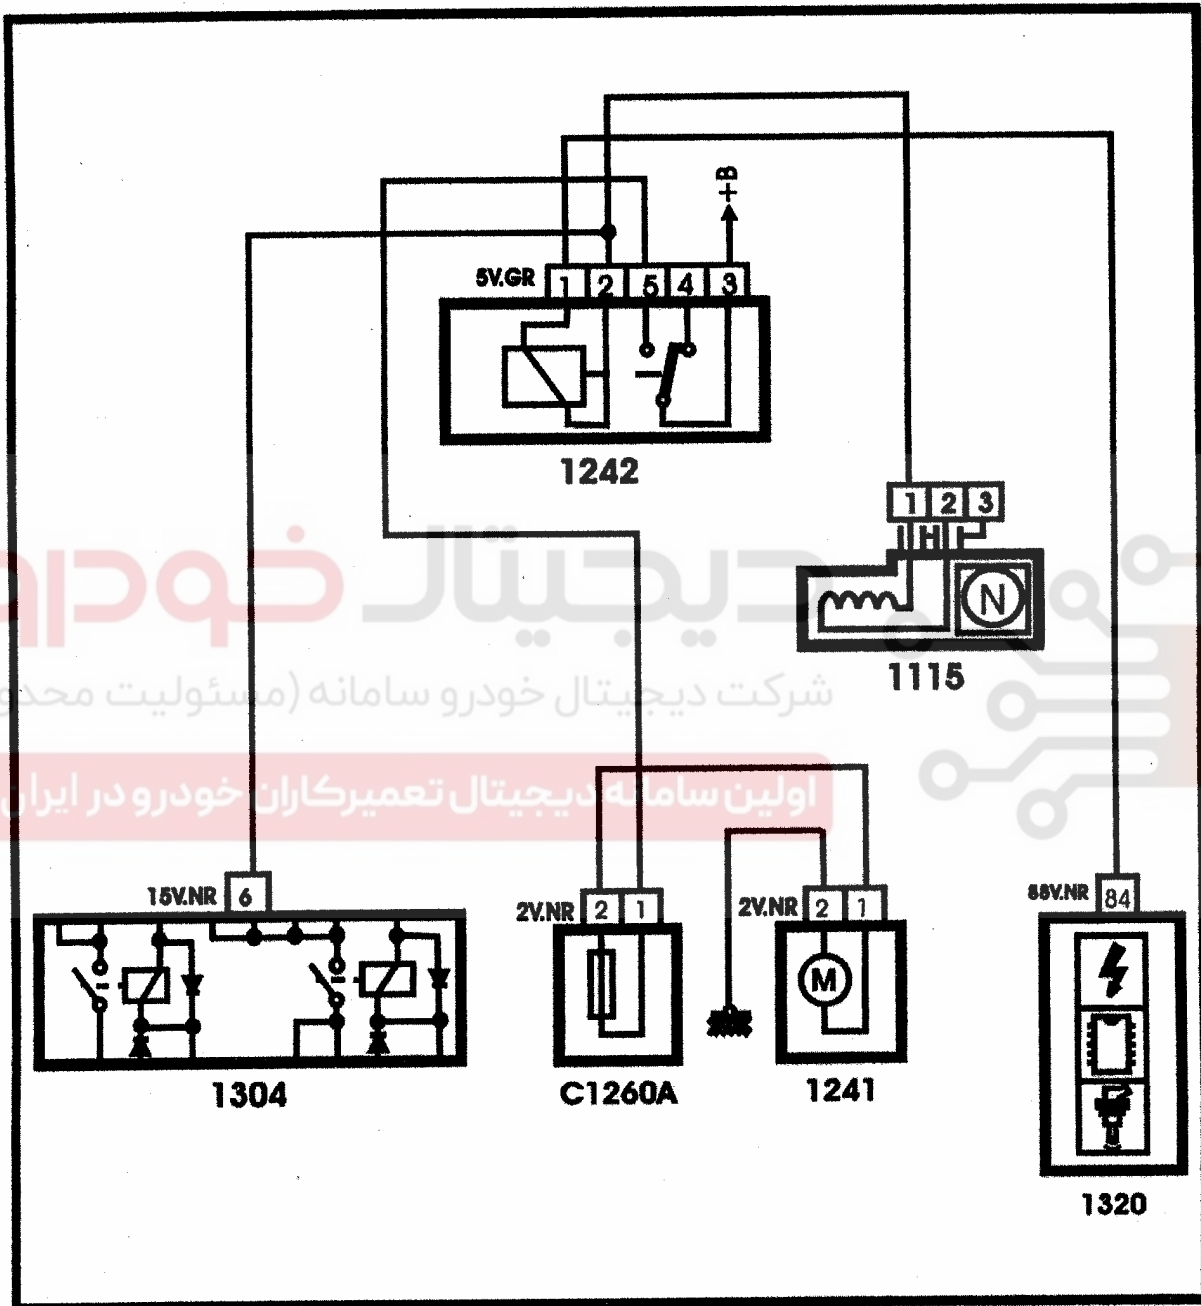 +B
5V.GR
1 2 5 4 3
1242
1 2 3
H
N
1115
دیجیتال خودرو
شرکت دیجیتال خودرو سامانه (مسئولیت
اولین سامانه دیجیتال تعمیرکاران خودرو در ایران
15V.NR 6
2V.NR 2 1
2V.NR 2 1
88V.NR 84
M
1304
C1260A
1241
1320